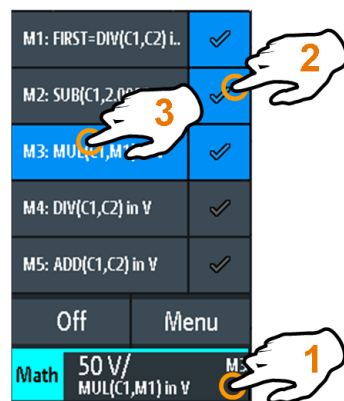 M1: FIRST=DIV(C1,C2) i..
2
M2: SUB(C1,2.00
3
M3: MUL(C1,M1)
V
M4: DIV(C1,C2) in V
M5: ADD(C1,C2) in V
Off Menu
Math 50 V/ M3
MUL(C1,M1) in V
1